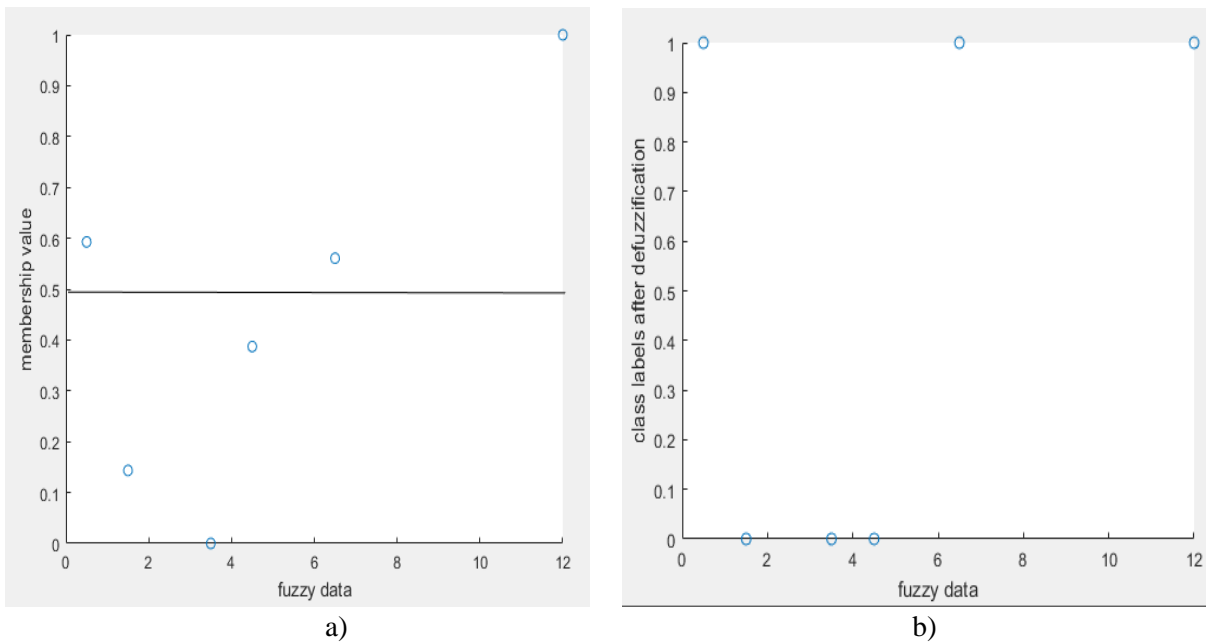 1
0.9
0.8
0.7
0.6
0.5
0.4
0.3
0.2
0.1
0
membership value
0 2 4 6 8 10 12
fuzzy data
a)
1
0.9
0.8
0.7
0.6
0.5
0.4
0.3
0.2
0.1
0
class labels after defuzzification
0 2 4 6 8 10 12
fuzzy data
b)